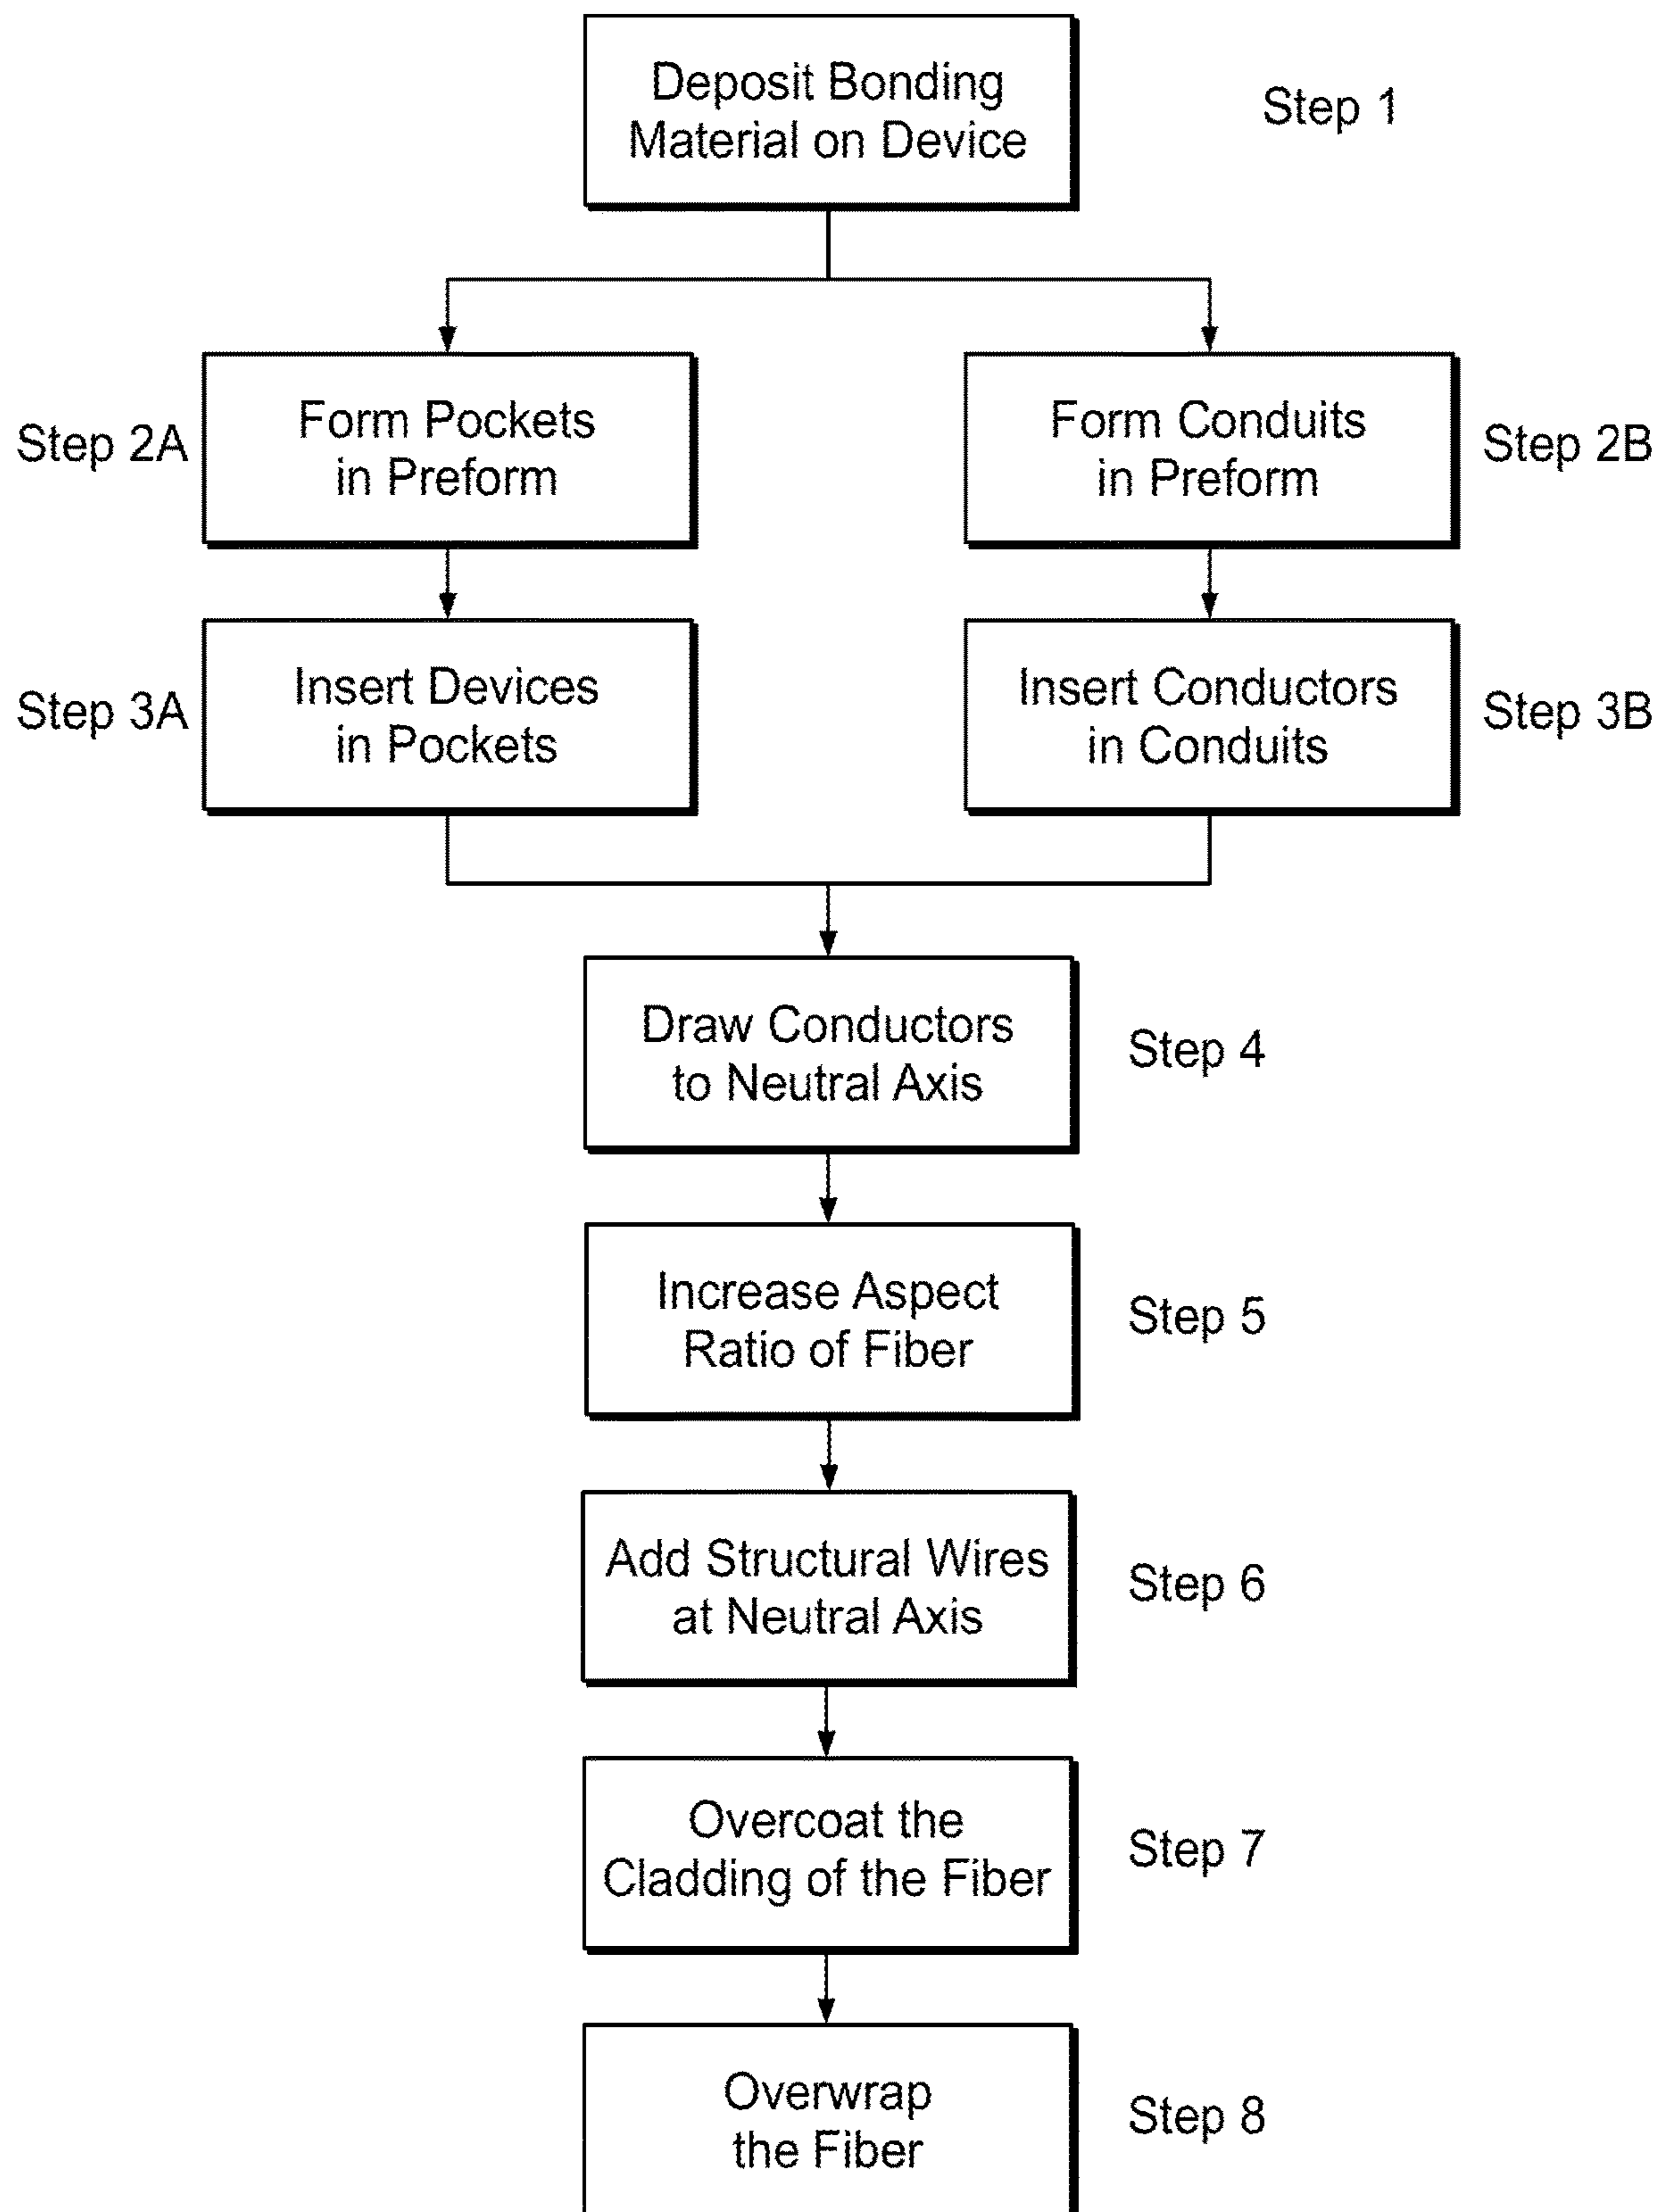 Deposit Bonding
Material on Device
Step 1
Step 2A
Form Pockets
in Preform
Form Conduits
in Preform
Step 2B
Step 3A
Insert Devices
in Pockets
Insert Conductors
in Conduits
Step 3B
Draw Conductors
to Neutral Axis
Step 4
Increase Aspect
Ratio of Fiber
Step 5
Add Structural Wires
at Neutral Axis
Step 6
Overcoat the
Cladding of the Fiber
Step 7
Overwrap
the Fiber
Step 8